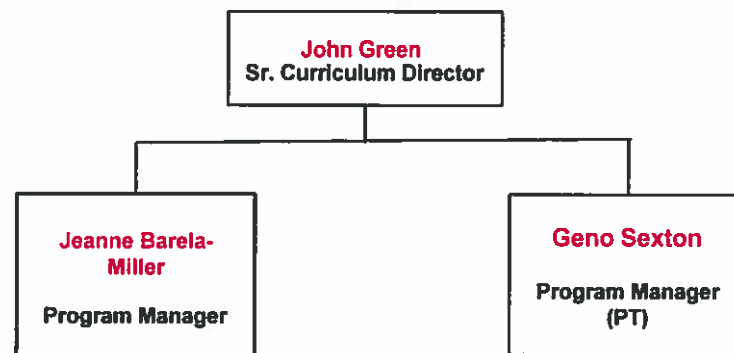 John Green
Sr. Curriculum Director
Jeanne Barela-
Miller
Program Manager
Geno Sexton
Program Manager
(PT)